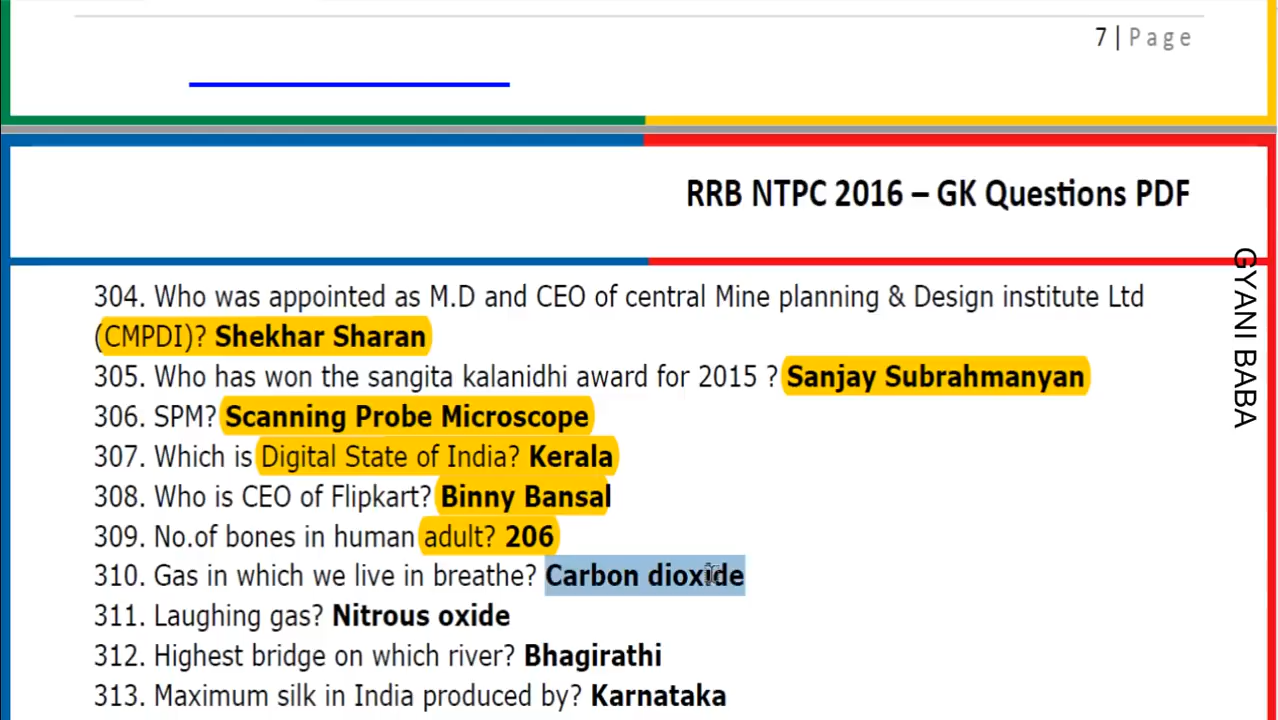 7 | Page
RRB NTPC 2016 – GK Questions PDF
GYANI BABA
304. Who was appointed as M.D and CEO of central Mine planning & Design institute Ltd
(CMPDI)? Shekhar Sharan
305. Who has won the sangita kalanidhi award for 2015 ? Sanjay Subrahmanyan
306. SPM? Scanning Probe Microscope
307. Which is Digital State of India? Kerala
308. Who is CEO of Flipkart? Binny Bansal
309. No.of bones in human adult? 206
310. Gas in which we live in breathe? Carbon dioxide
311. Laughing gas? Nitrous oxide
312. Highest bridge on which river? Bhagirathi
313. Maximum silk in India produced by? Karnataka